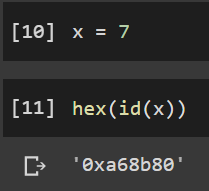 [10] x = 7
[11] hex(id(x))
'0xa68b80'